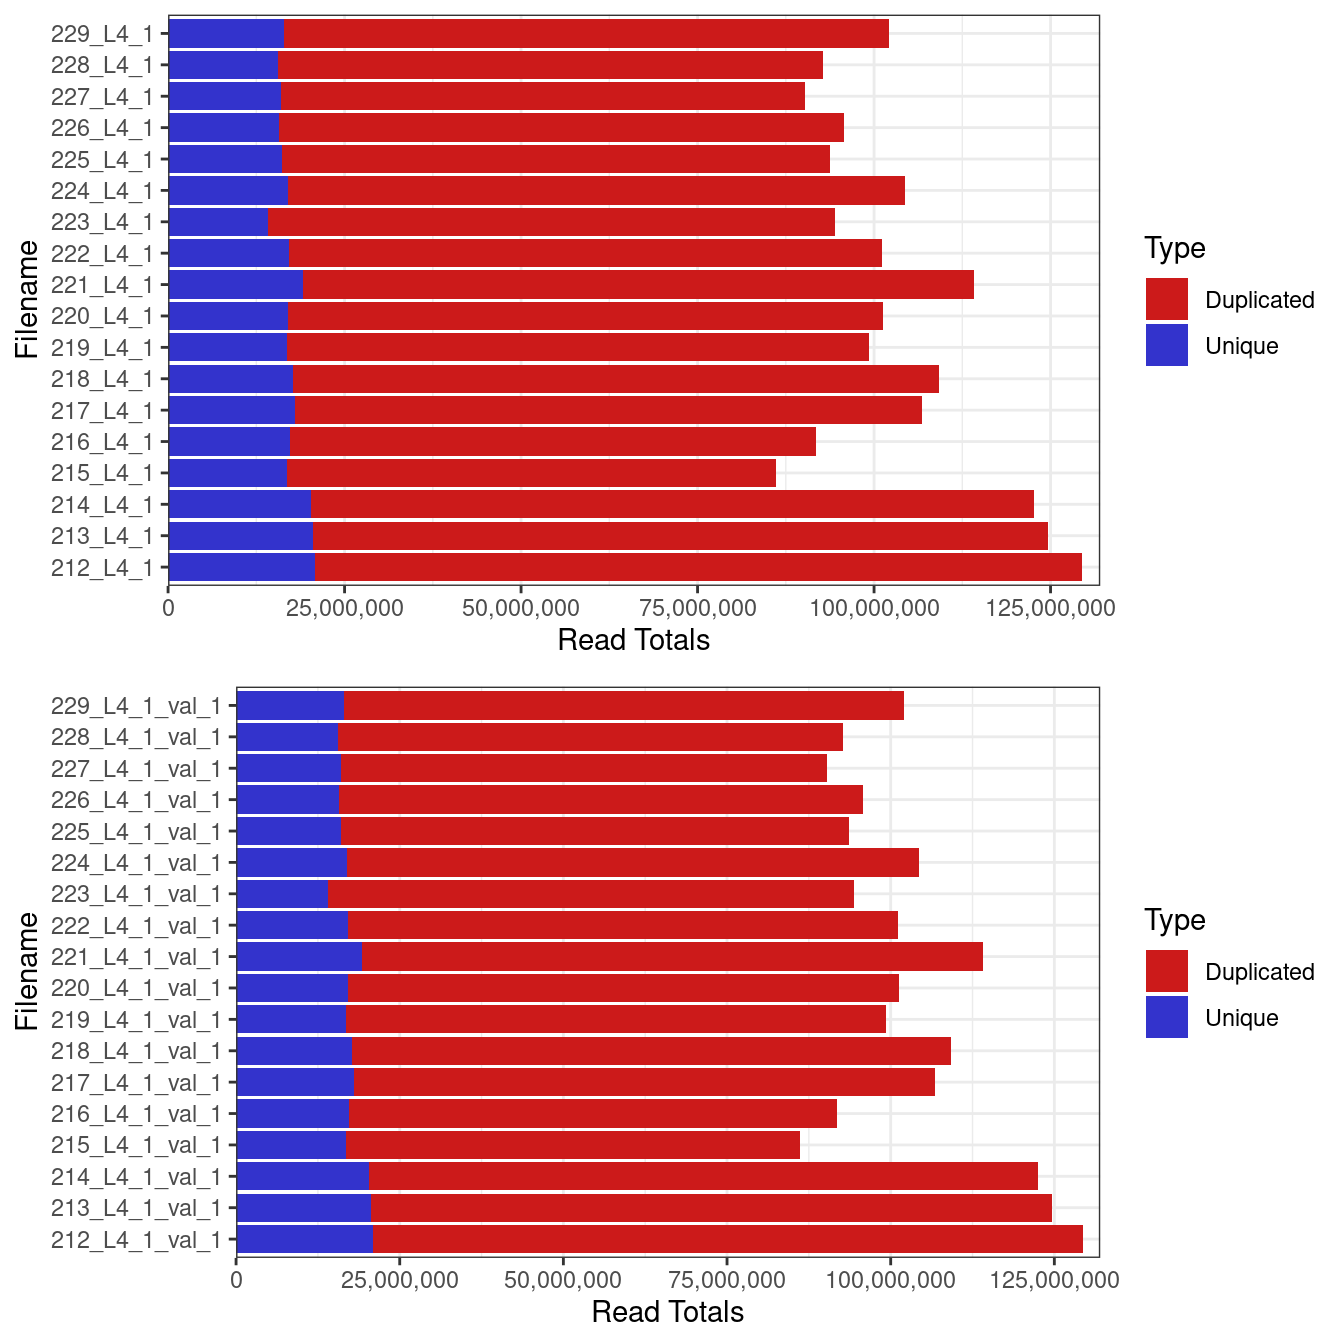 229_L4_1
228_L4_1
227_L4_1
226_L4_1
225_L4_1
224_L4_1
223_L4_1
222_L4_1
221_L4_1
220_L4_1
219_L4_1
218_L4_1
217_L4_1
216_L4_1
215_L4_1
214_L4_1
213_L4_1
212_L4_1
Filename
0 25,000,000 50,000,000 75,000,000 100,000,000 125,000,000
Read Totals
Type
Duplicated
Unique
229_L4_1_val_1
228_L4_1_val_1
227_L4_1_val_1
226_L4_1_val_1
225_L4_1_val_1
224_L4_1_val_1
223_L4_1_val_1
222_L4_1_val_1
221_L4_1_val_1
220_L4_1_val_1
219_L4_1_val_1
218_L4_1_val_1
217_L4_1_val_1
216_L4_1_val_1
215_L4_1_val_1
214_L4_1_val_1
213_L4_1_val_1
212_L4_1_val_1
Filename
0 25,000,000 50,000,000 75,000,000 100,000,000 125,000,000
Read Totals
Type
Duplicated
Unique